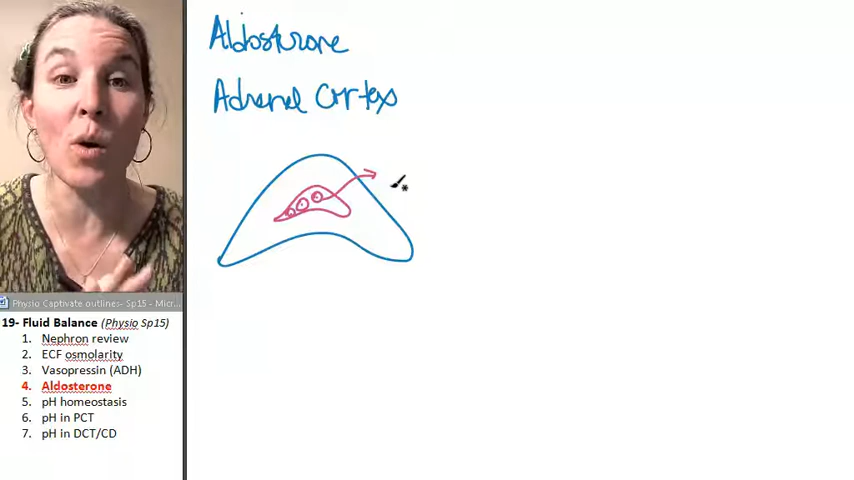 Aldosterone
Adrenal Cortex
Physio Captivate outlines- Sp15 - Micr...
19- Fluid Balance (Physio Sp15)
1. Nephron review
2. ECF osmolarity
3. Vasopressin (ADH)
4. Aldosterone
5. pH homeostasis
6. pH in PCT
7. pH in DCT/CD